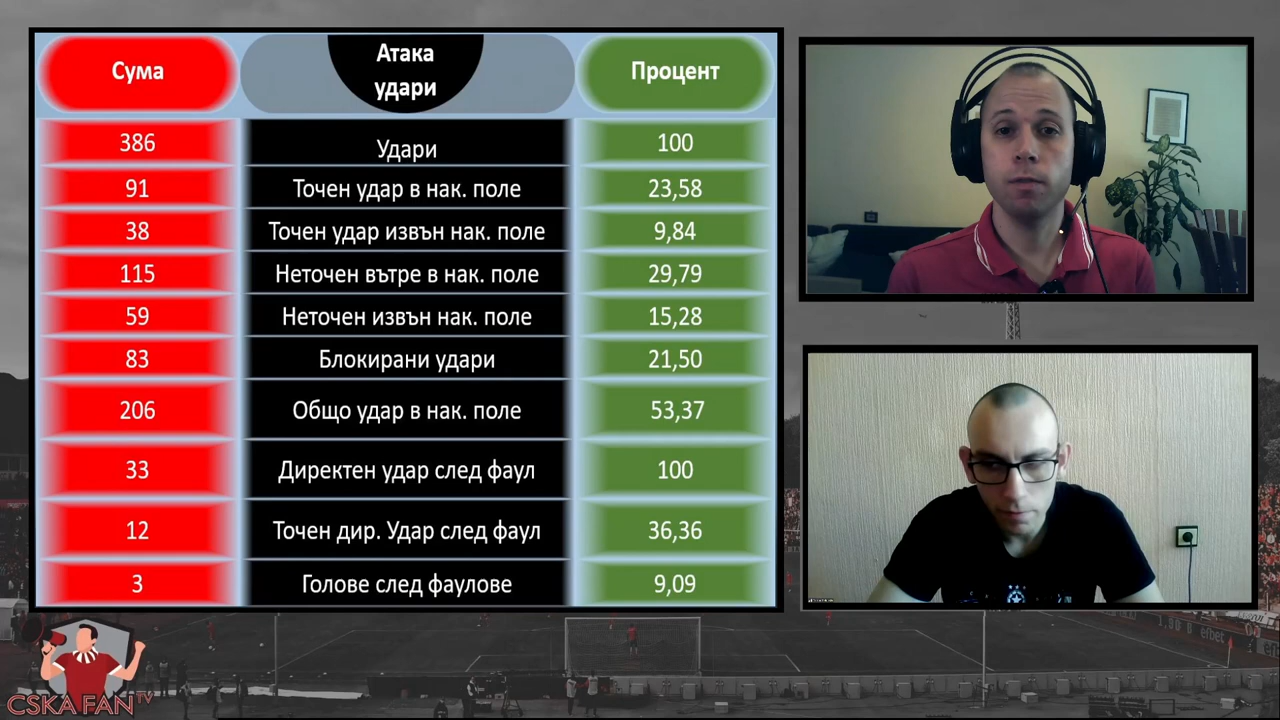 Сума
Атака
удари
Процент
386 Удари 100
91 Точен удар в нак. поле 23,58
38 Точен удар извън нак. поле 9,84
115 Неточен вътре в нак. поле 29,79
59 Неточен извън нак. поле 15,28
83 Блокирани удари 21,50
206 Общо удар в нак. поле 53,37
33 Директен удар след фаул 100
12 Точен дир. Удар след фаул 36,36
3 Голове след фаулове 9,09
efbet
CSKA FAN TV